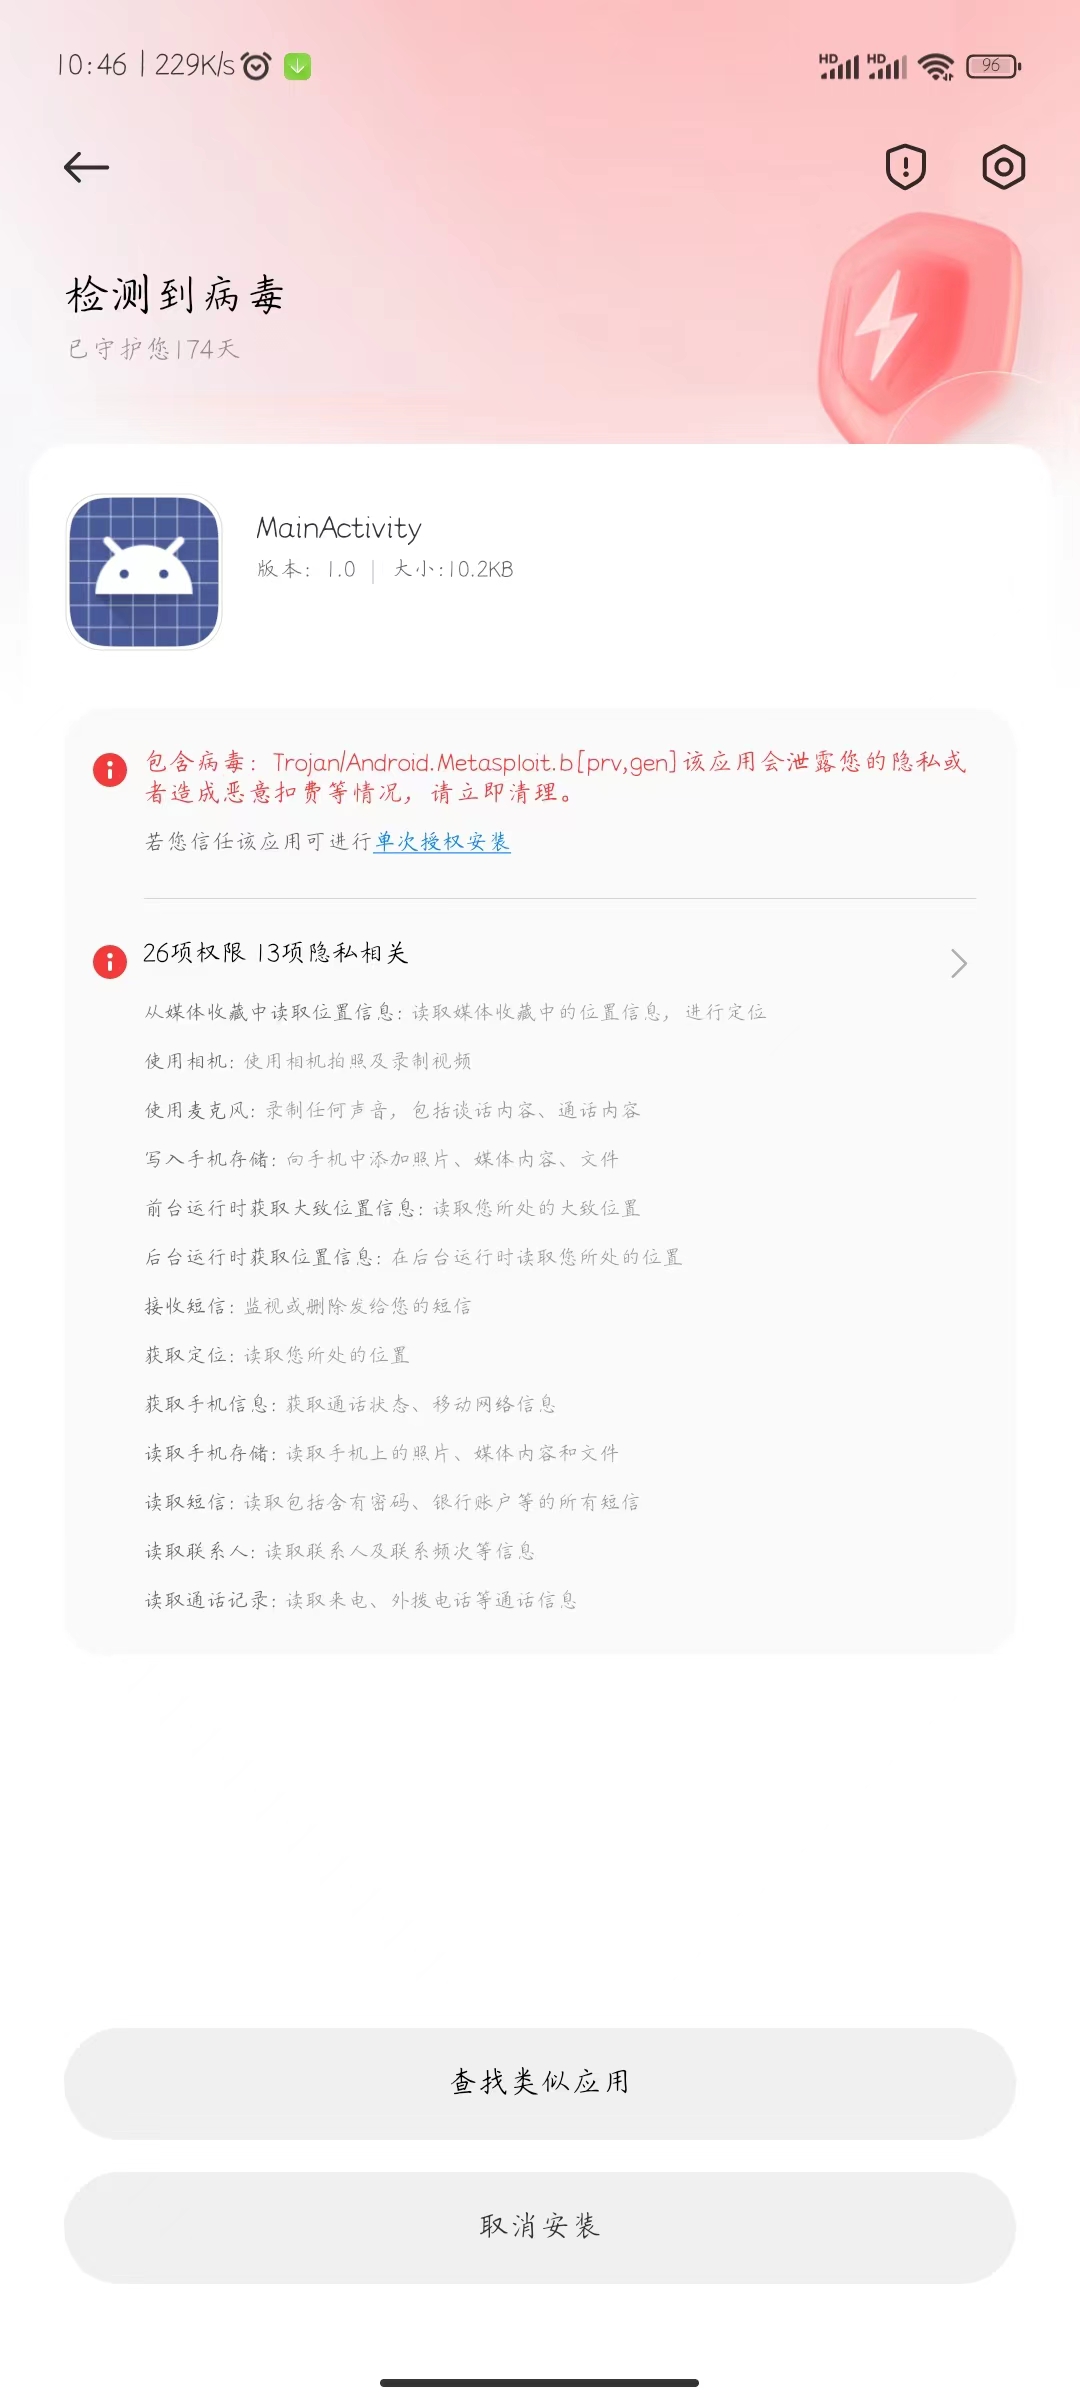 10:46 | 229K/s
HD HD 96
检测到病毒
已守护您174天
MainActivity
版本: 1.0 | 大小:10.2KB
包含病毒: Trojan/Android.Metasploit.b[prv,gen]该应用会泄露您的隐私或
者造成恶意扣费等情况, 请立即清理。
若您信任该应用可进行单次授权安装
26项权限 13项隐私相关
从媒体收藏中读取位置信息: 读取媒体收藏中的位置信息, 进行定位
使用相机: 使用相机拍照及录制视频
使用麦克风: 录制任何声音, 包括谈话内容、通话内容
写入手机存储: 向手机中添加照片、媒体内容、文件
前台运行时获取大致位置信息: 读取您所处的大致位置
后台运行时获取位置信息: 在后台运行时读取您所处的位置
接收短信: 监视或删除发给您的短信
获取定位: 读取您所处的位置
获取手机信息: 获取通话状态、移动网络信息
读取手机存储: 读取手机上的照片、媒体内容和文件
读取短信: 读取包括含有密码、银行账户等的所有短信
读取联系人: 读取联系人及联系频次等信息
读取通话记录: 读取来电、外拨电话等通话信息
查找类似应用
取消安装